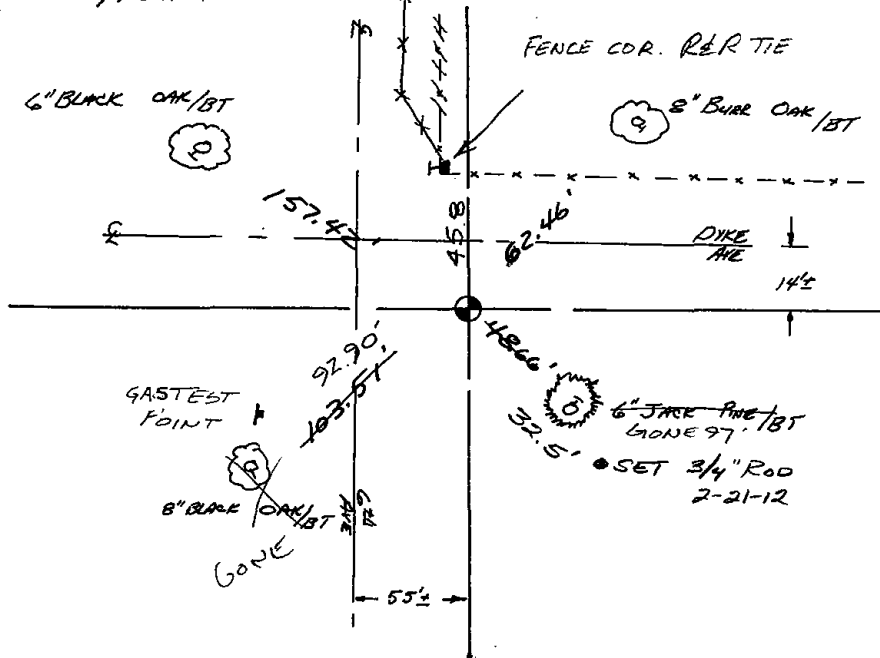 FENCE COR. R&R TIE
6" BLACK OAK/BT
8" BURR OAK
/BT
157.42'
45.8
62.46'
℄
DYKE
AVE
14'±
92.90'
103.51'
48.66'
GAS TEST
POINT
6" JACK PINE/BT
GONE 97'
32.5'
SET 3/4" ROD
2-21-12
8" BLACK OAK/BT
6TH
AVE
GONE
55'±